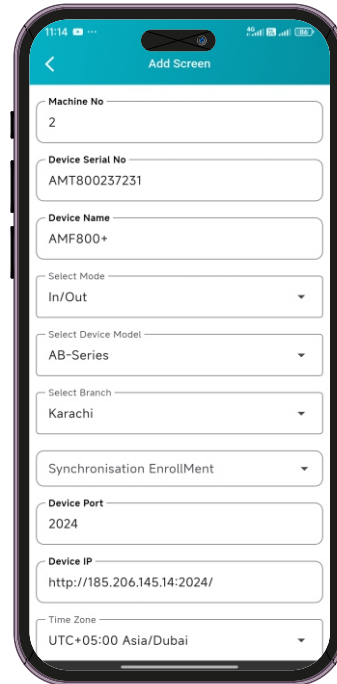 11:14
4G
86
Add Screen
Machine No
2
Device Serial No
AMT800237231
Device Name
AMF800+
Select Mode
In/Out
Select Device Model
AB-Series
Select Branch
Karachi
Synchronisation EnrollMent
Device Port
2024
Device IP
http://185.206.145.14:2024/
Time Zone
UTC+05:00 Asia/Dubai